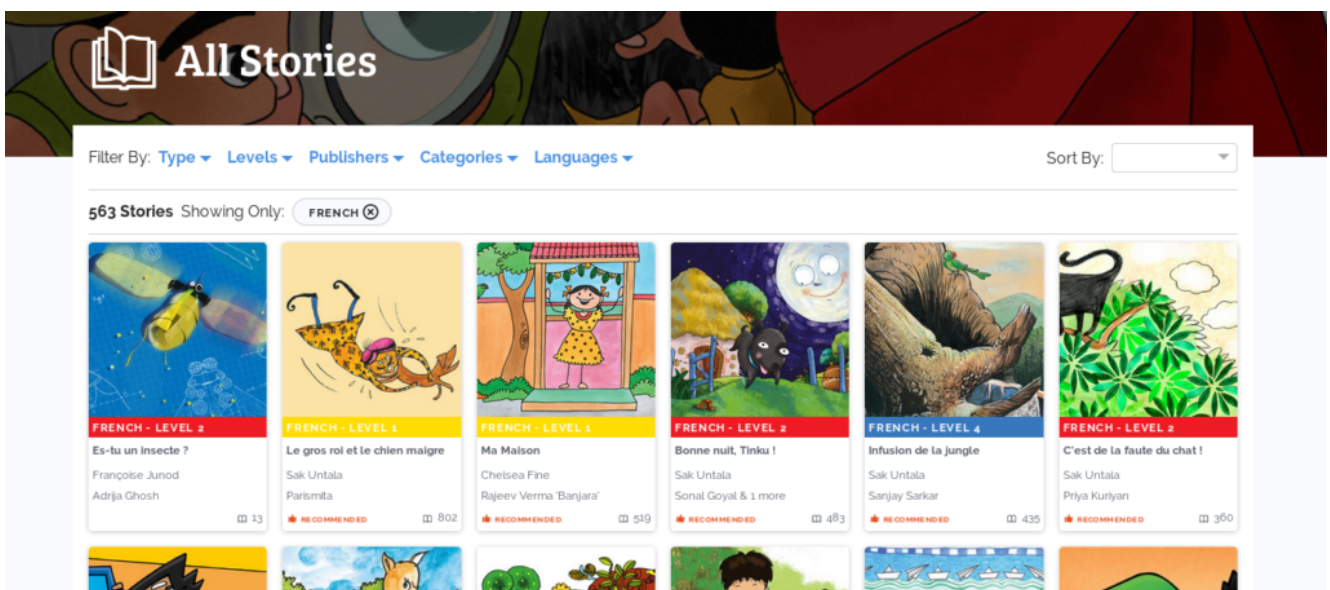 All Stories
Filter By: Type Levels Publishers Categories Languages Sort By:
563 Stories Showing Only: FRENCH
FRENCH - LEVEL 2
Es-tu un insecte ?
Françoise Junod
Adrija Ghosh
13
FRENCH - LEVEL 1
Le gros roi et le chien maigre
Sak Untala
Parismita
RECOMMENDED 802
FRENCH - LEVEL 1
Ma Maison
Chelsea Fine
Rajeev Verma 'Banjara'
RECOMMENDED 519
FRENCH - LEVEL 2
Bonne nuit, Tinku !
Sak Untala
Sonal Goyal & 1 more
RECOMMENDED 483
FRENCH - LEVEL 4
Infusion de la jungle
Sak Untala
Sanjay Sarkar
RECOMMENDED 435
FRENCH - LEVEL 2
C'est de la faute du chat !
Sak Untala
Priya Kuriyan
RECOMMENDED 360